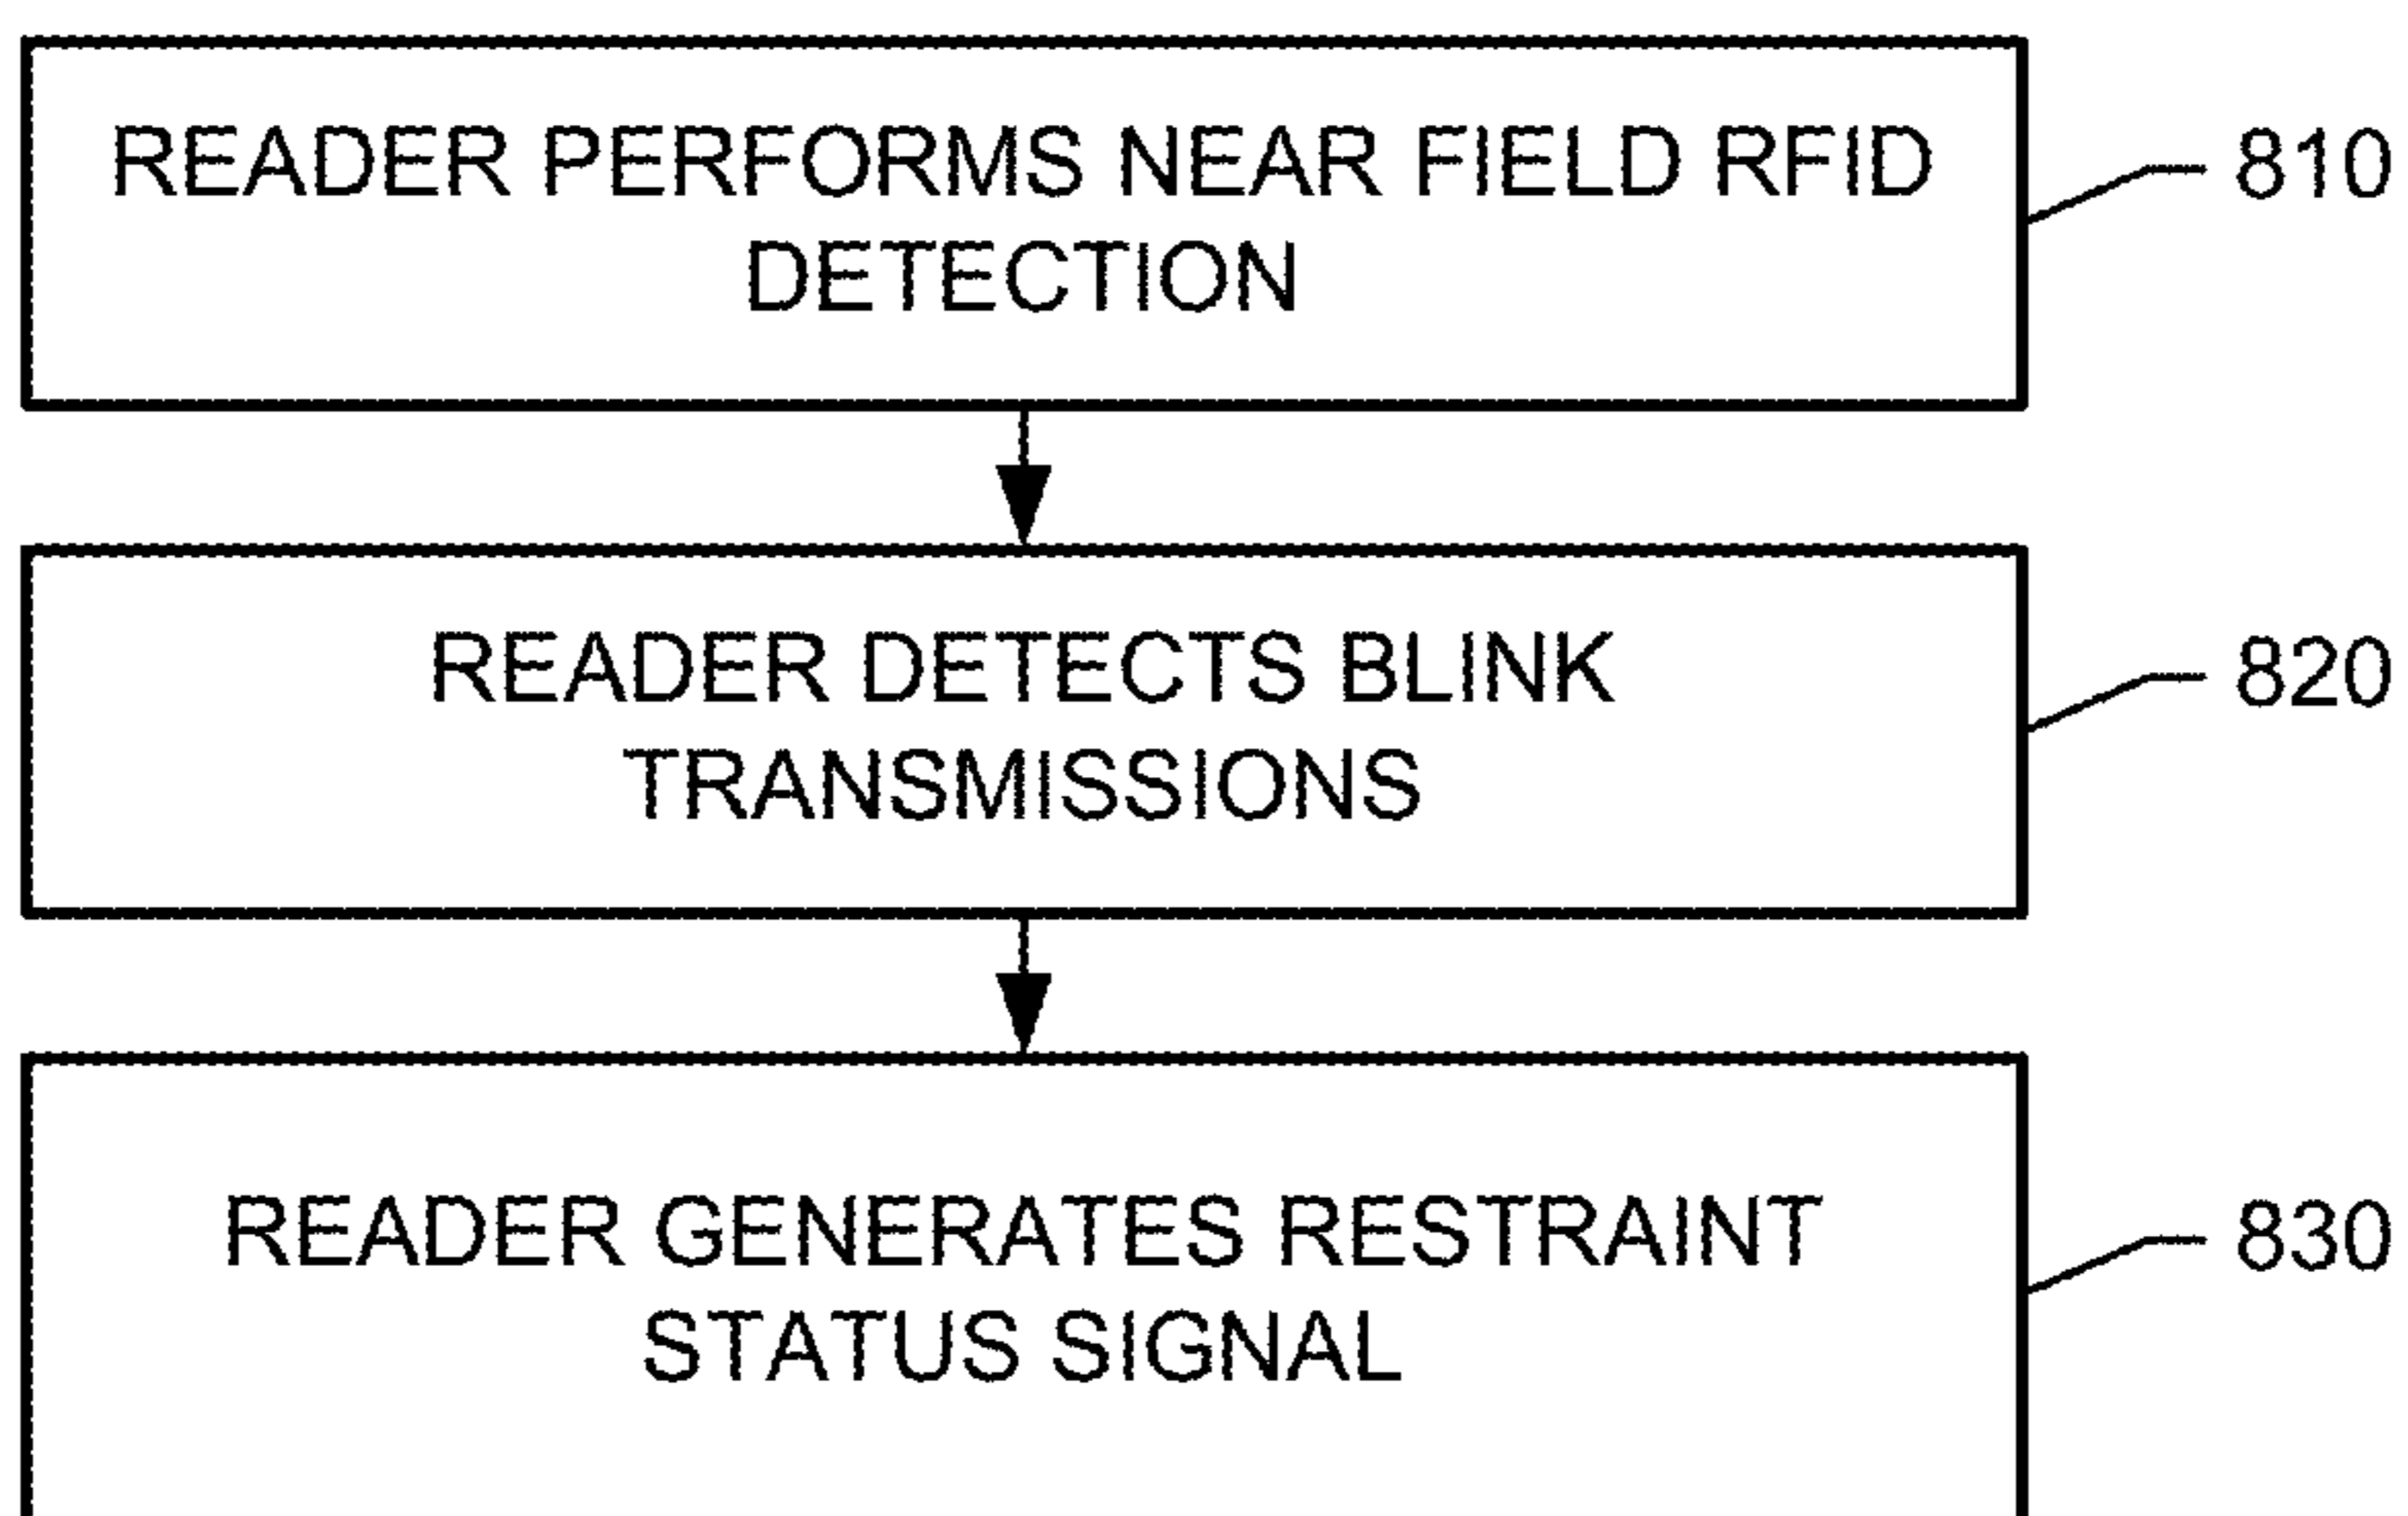 READER PERFORMS NEAR FIELD RFID
DETECTION
810
READER DETECTS BLINK
TRANSMISSIONS
820
READER GENERATES RESTRAINT
STATUS SIGNAL
830